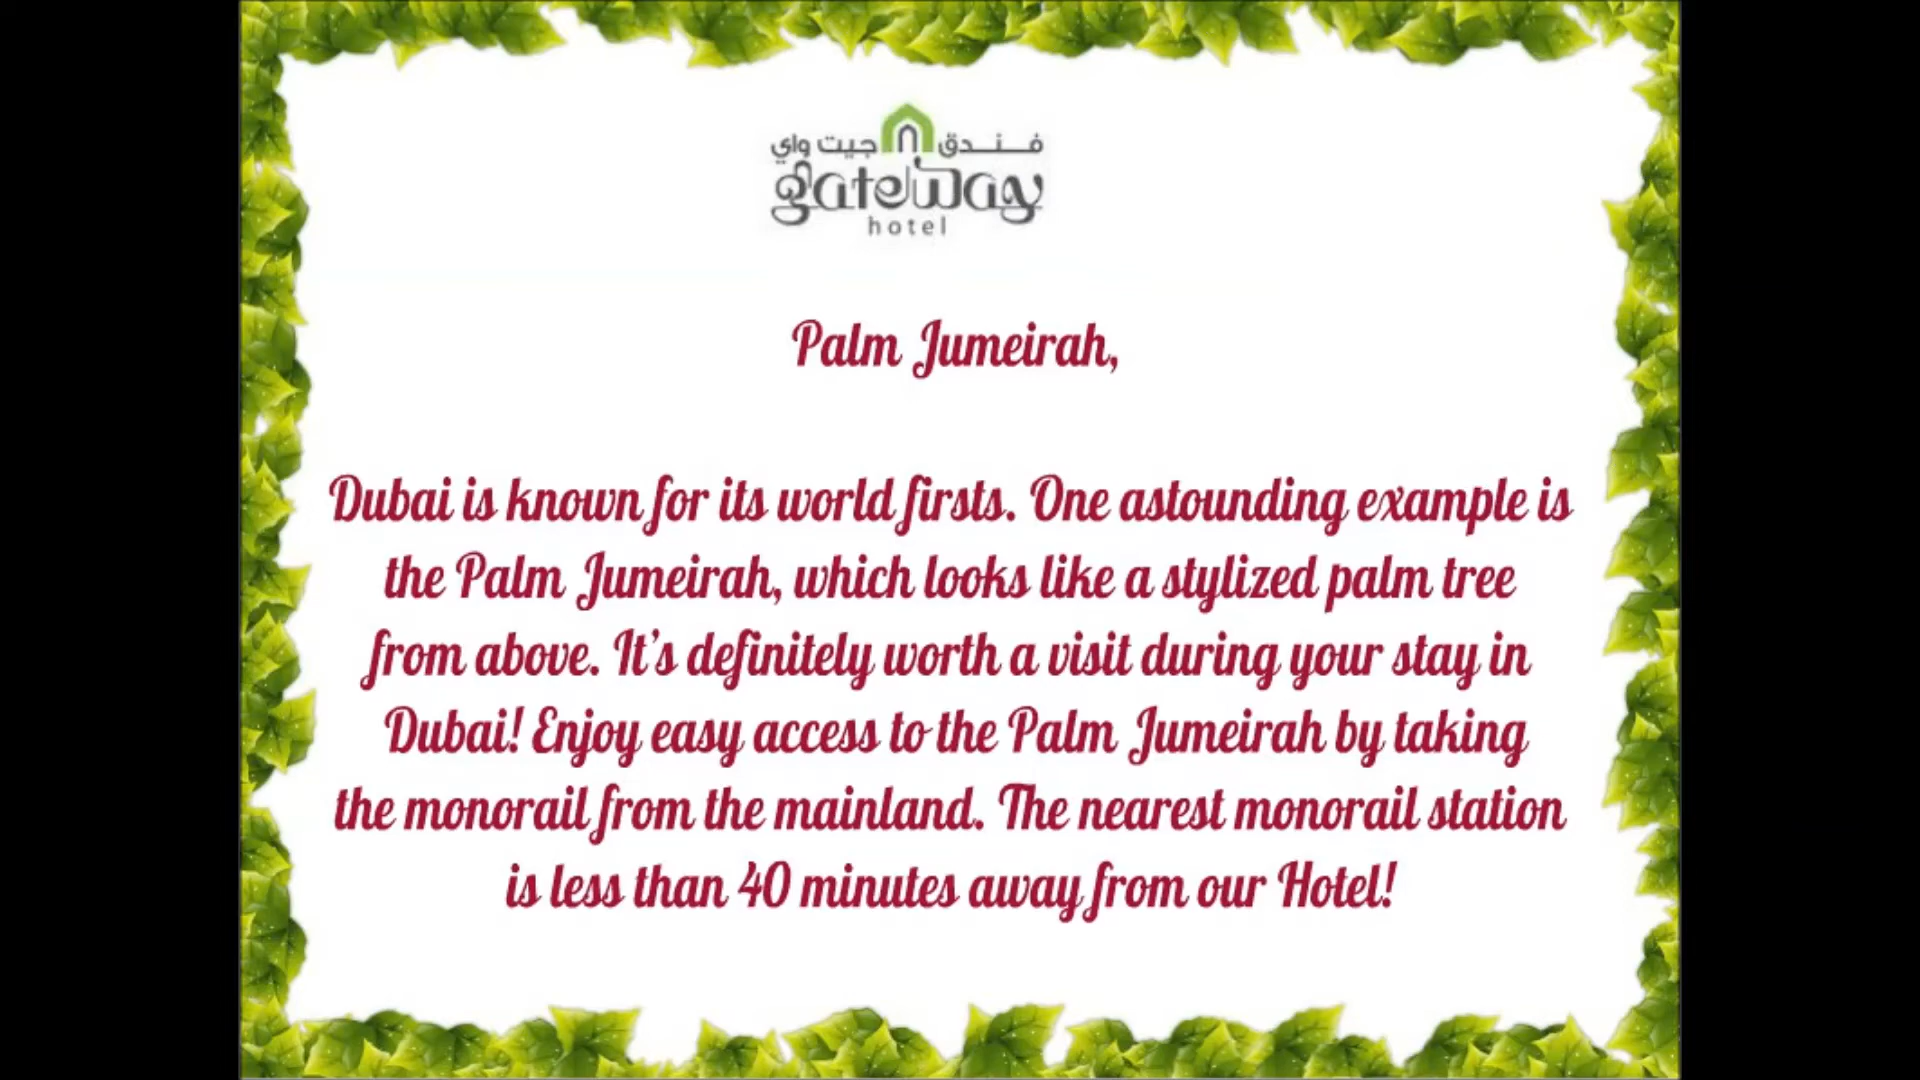 فندق جيت واي
gateway
hotel
Palm Jumeirah,
Dubai is known for its world firsts. One astounding example is
the Palm Jumeirah, which looks like a stylized palm tree
from above. It's definitely worth a visit during your stay in
Dubai! Enjoy easy access to the Palm Jumeirah by taking
the monorail from the mainland. The nearest monorail station
is less than 40 minutes away from our Hotel!